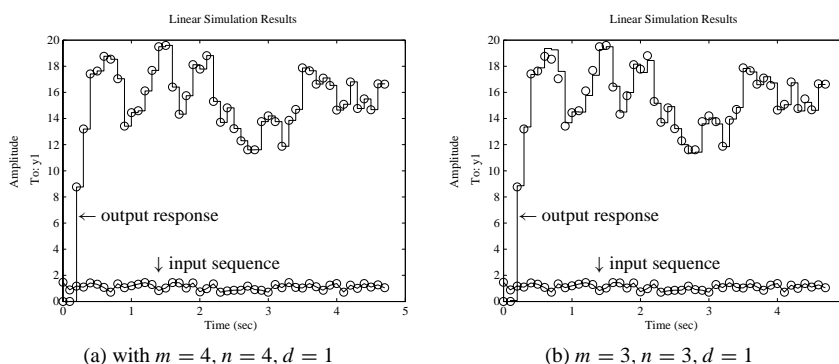 Linear Simulation Results
20
18
16
14
12
10
8
6
4
2
0
Amplitude
To: y1
← output response
↓ input sequence
0 1 2 3 4 5
Time (sec)
(a) with m = 4, n = 4, d = 1
Linear Simulation Results
20
18
16
14
12
10
8
6
4
2
0
Amplitude
To: y1
← output response
↓ input sequence
0 1 2 3 4
Time (sec)
(b) m = 3, n = 3, d = 1